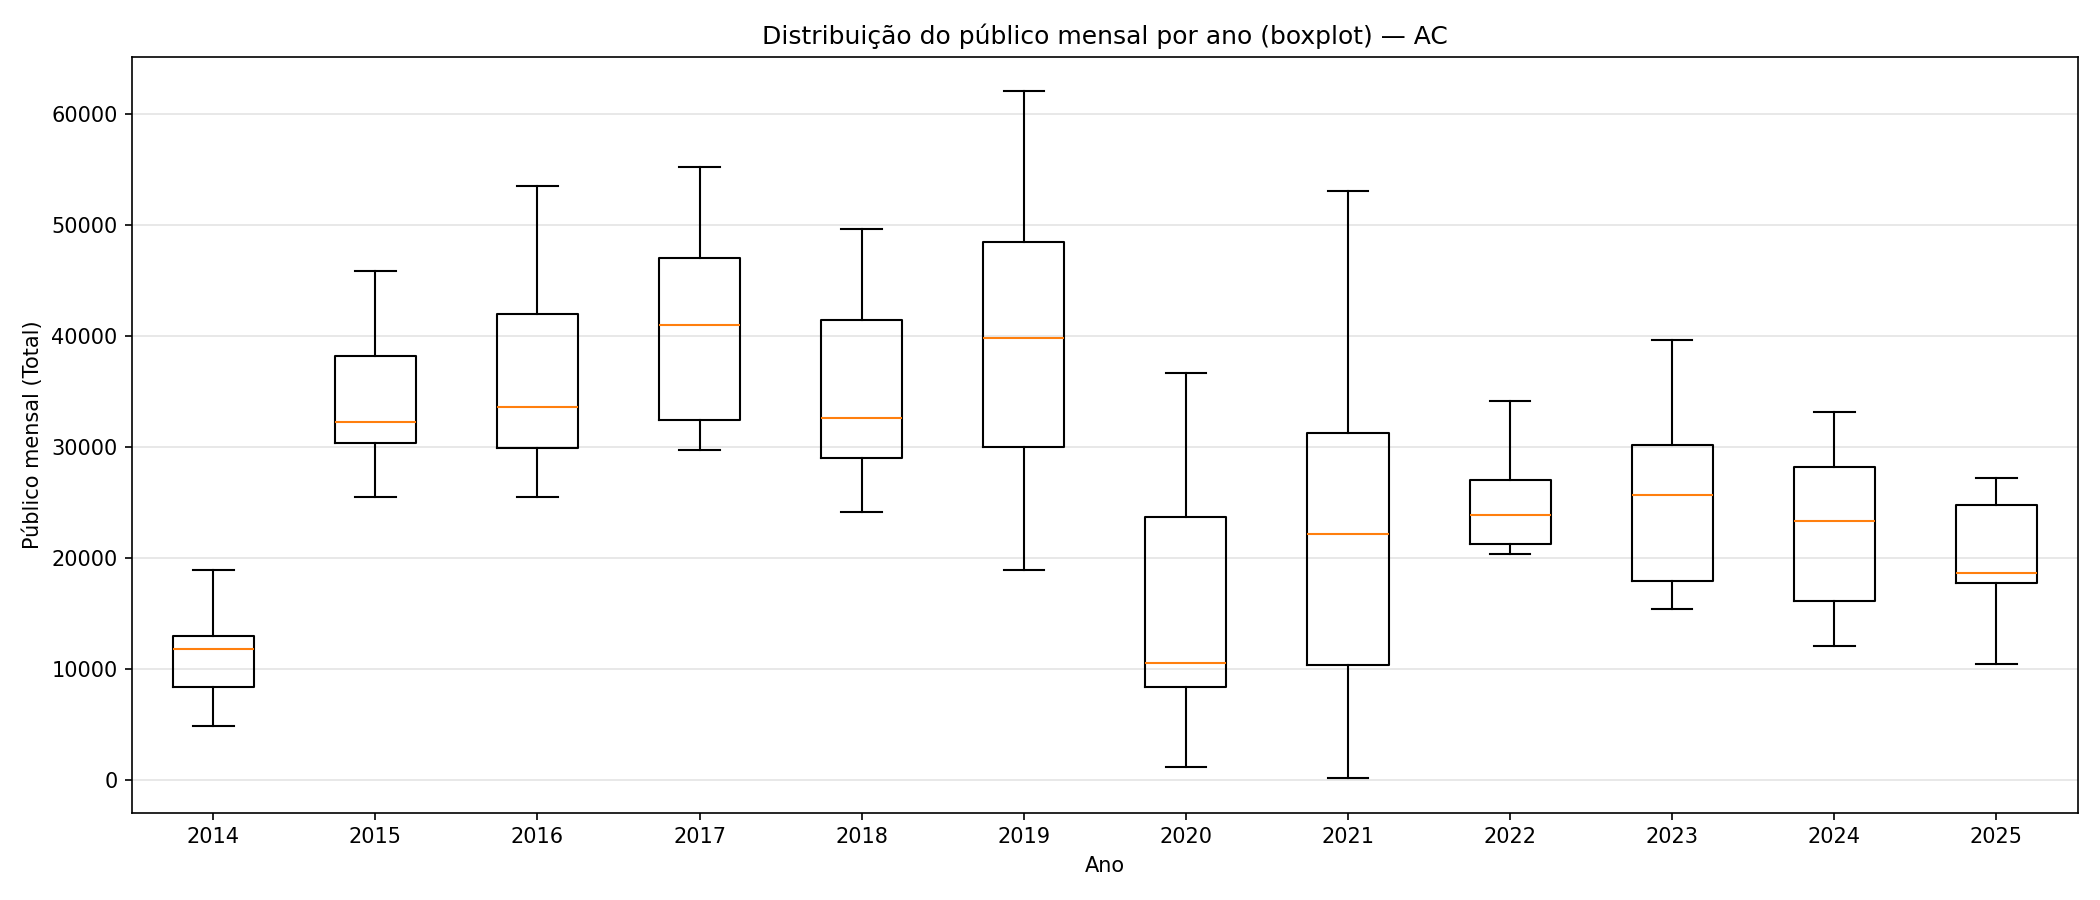 Distribuição do público mensal por ano (boxplot) — AC
Público mensal (Total)
60000
50000
40000
30000
20000
10000
0
2014 2015 2016 2017 2018 2019 2020 2021 2022 2023 2024 2025
Ano